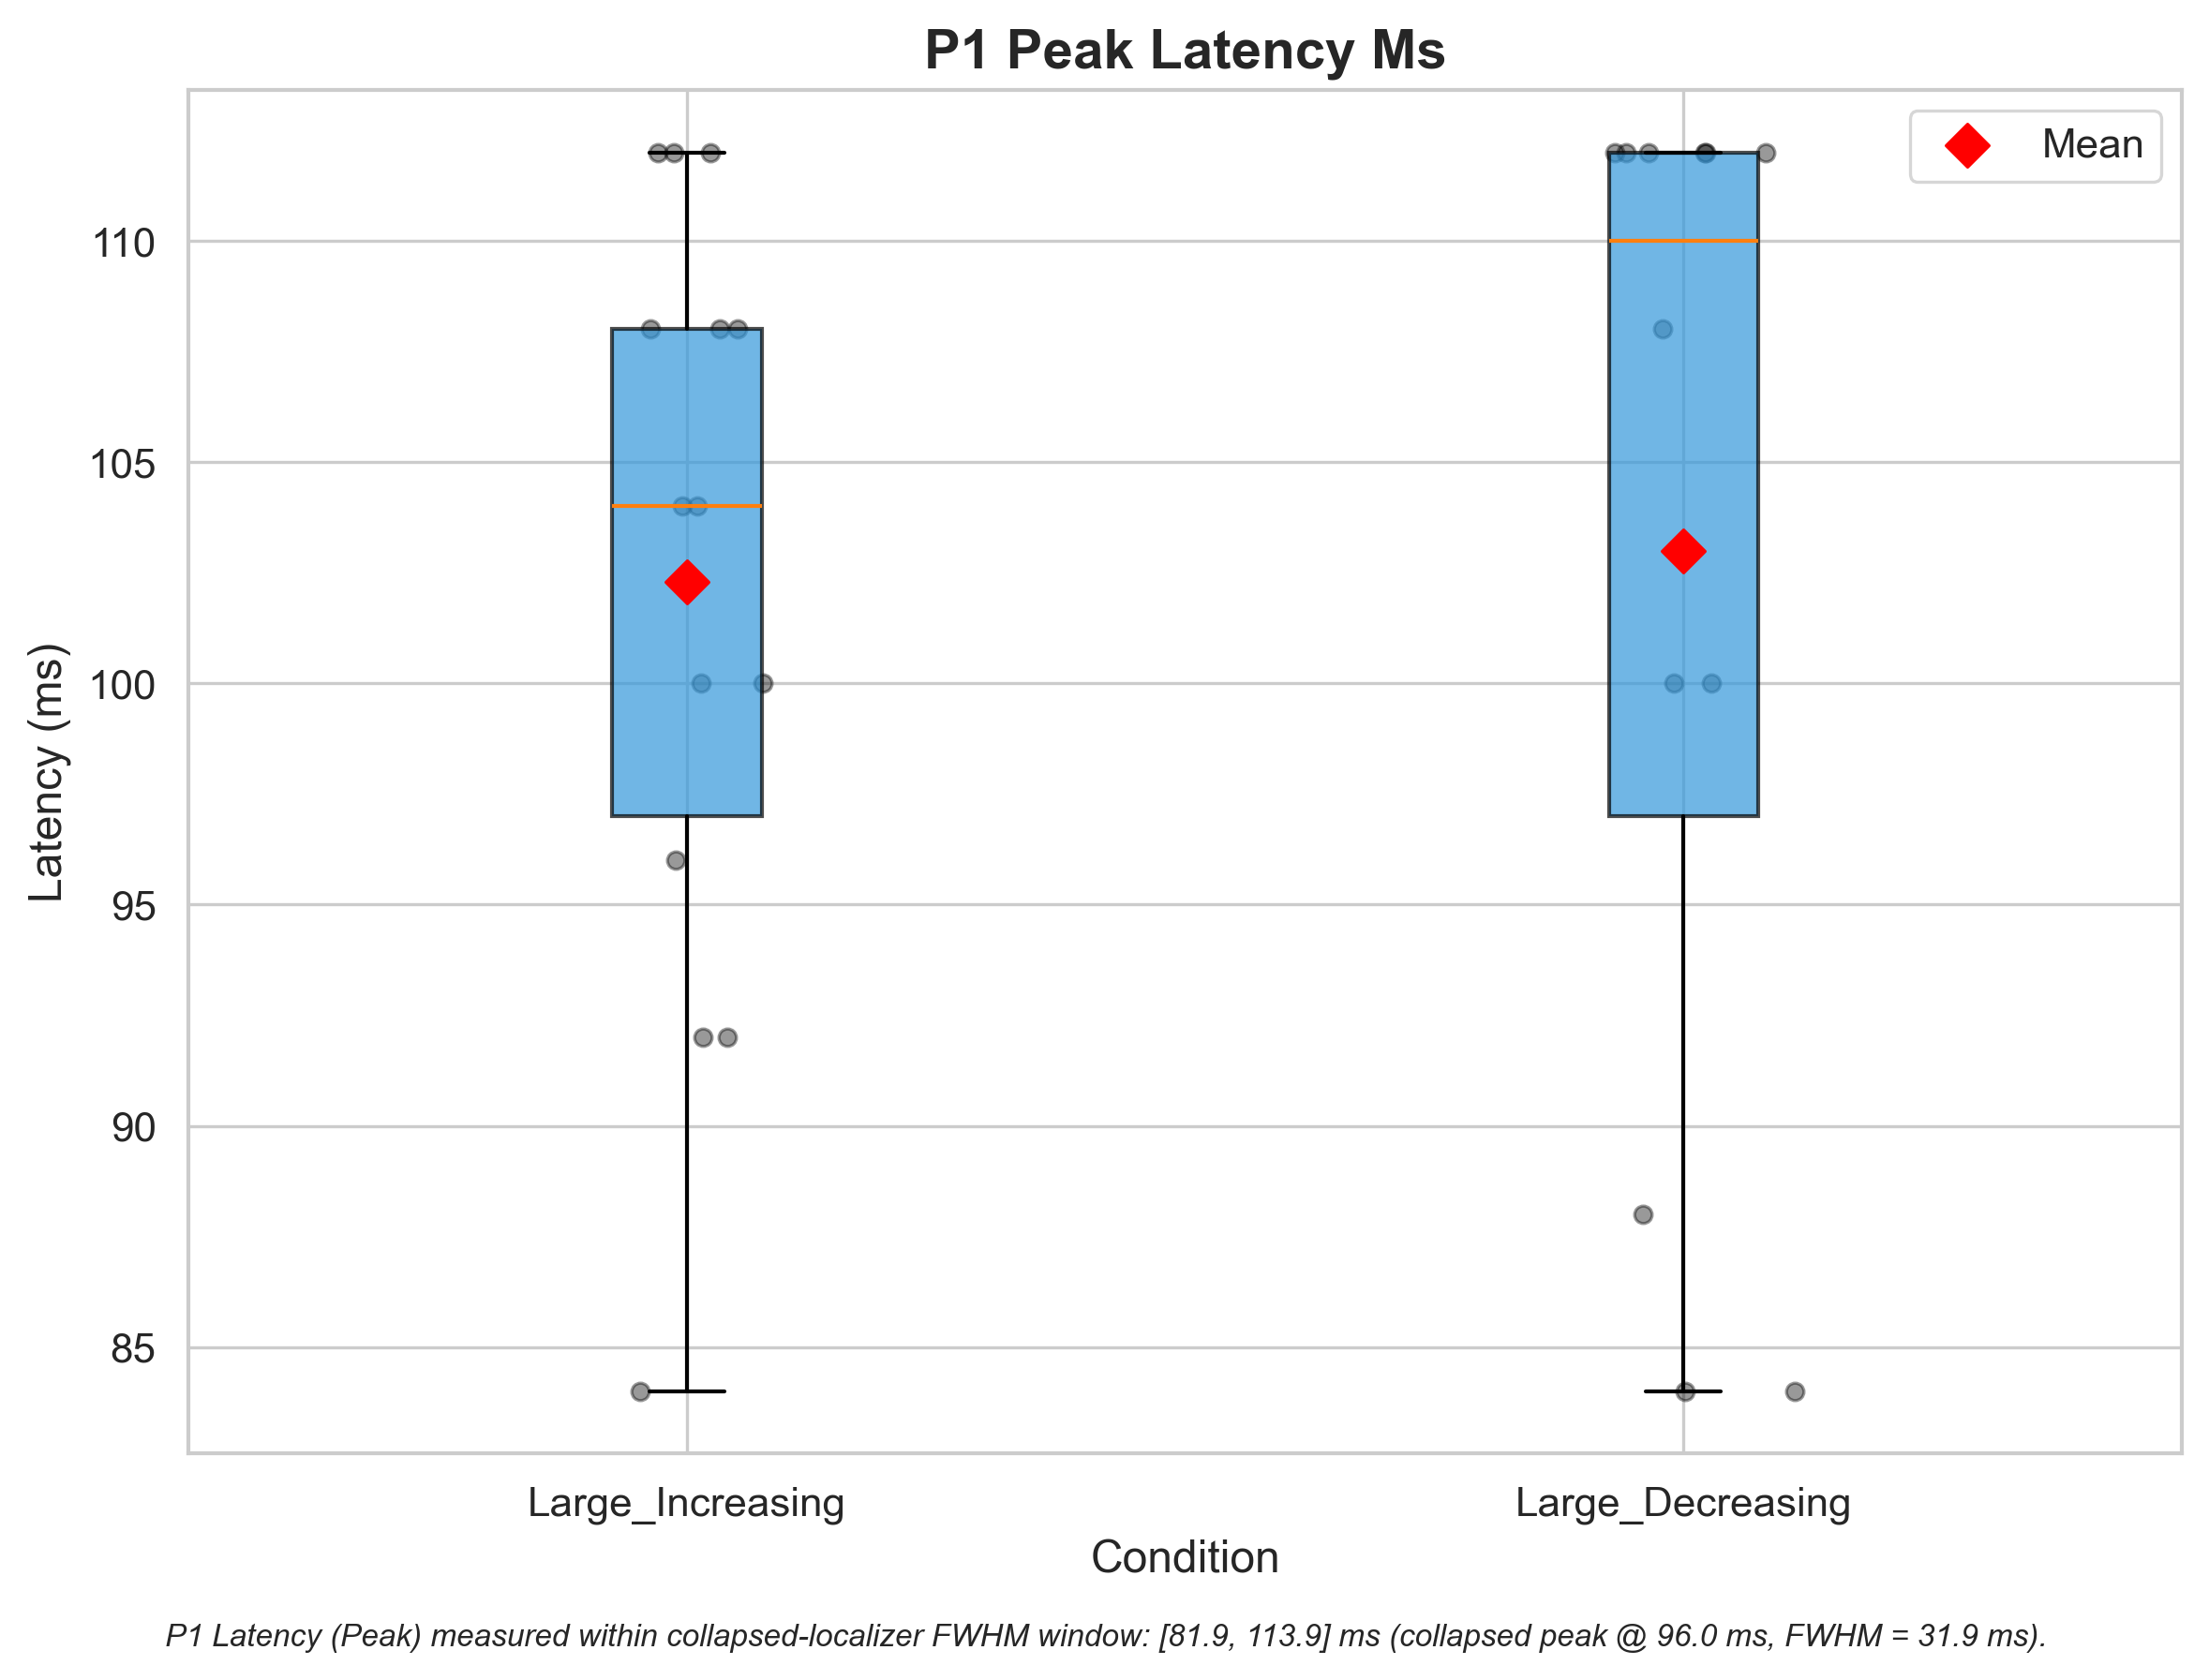 P1 Peak Latency Ms
Mean
110
105
100
95
90
85
Latency (ms)
Large_Increasing
Large_Decreasing
Condition
P1 Latency (Peak) measured within collapsed-localizer FWHM window: [81.9, 113.9] ms (collapsed peak @ 96.0 ms, FWHM = 31.9 ms).